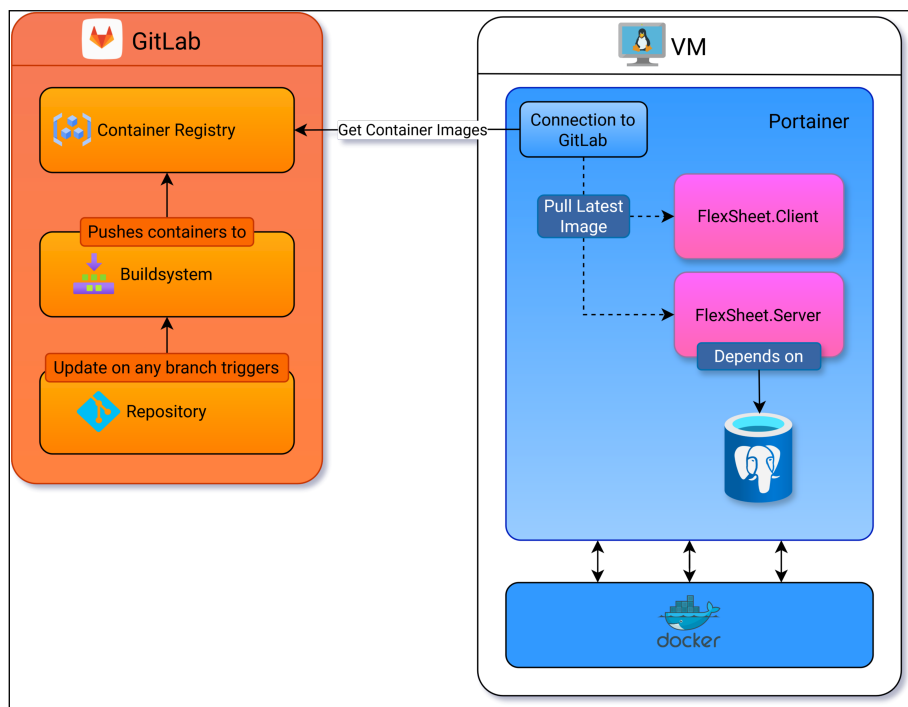 GitLab
Container Registry
Pushes containers to
Buildsystem
Update on any branch triggers
Repository
Get Container Images
VM
Connection to
GitLab
Portainer
Pull Latest
Image
FlexSheet.Client
FlexSheet.Server
Depends on
docker